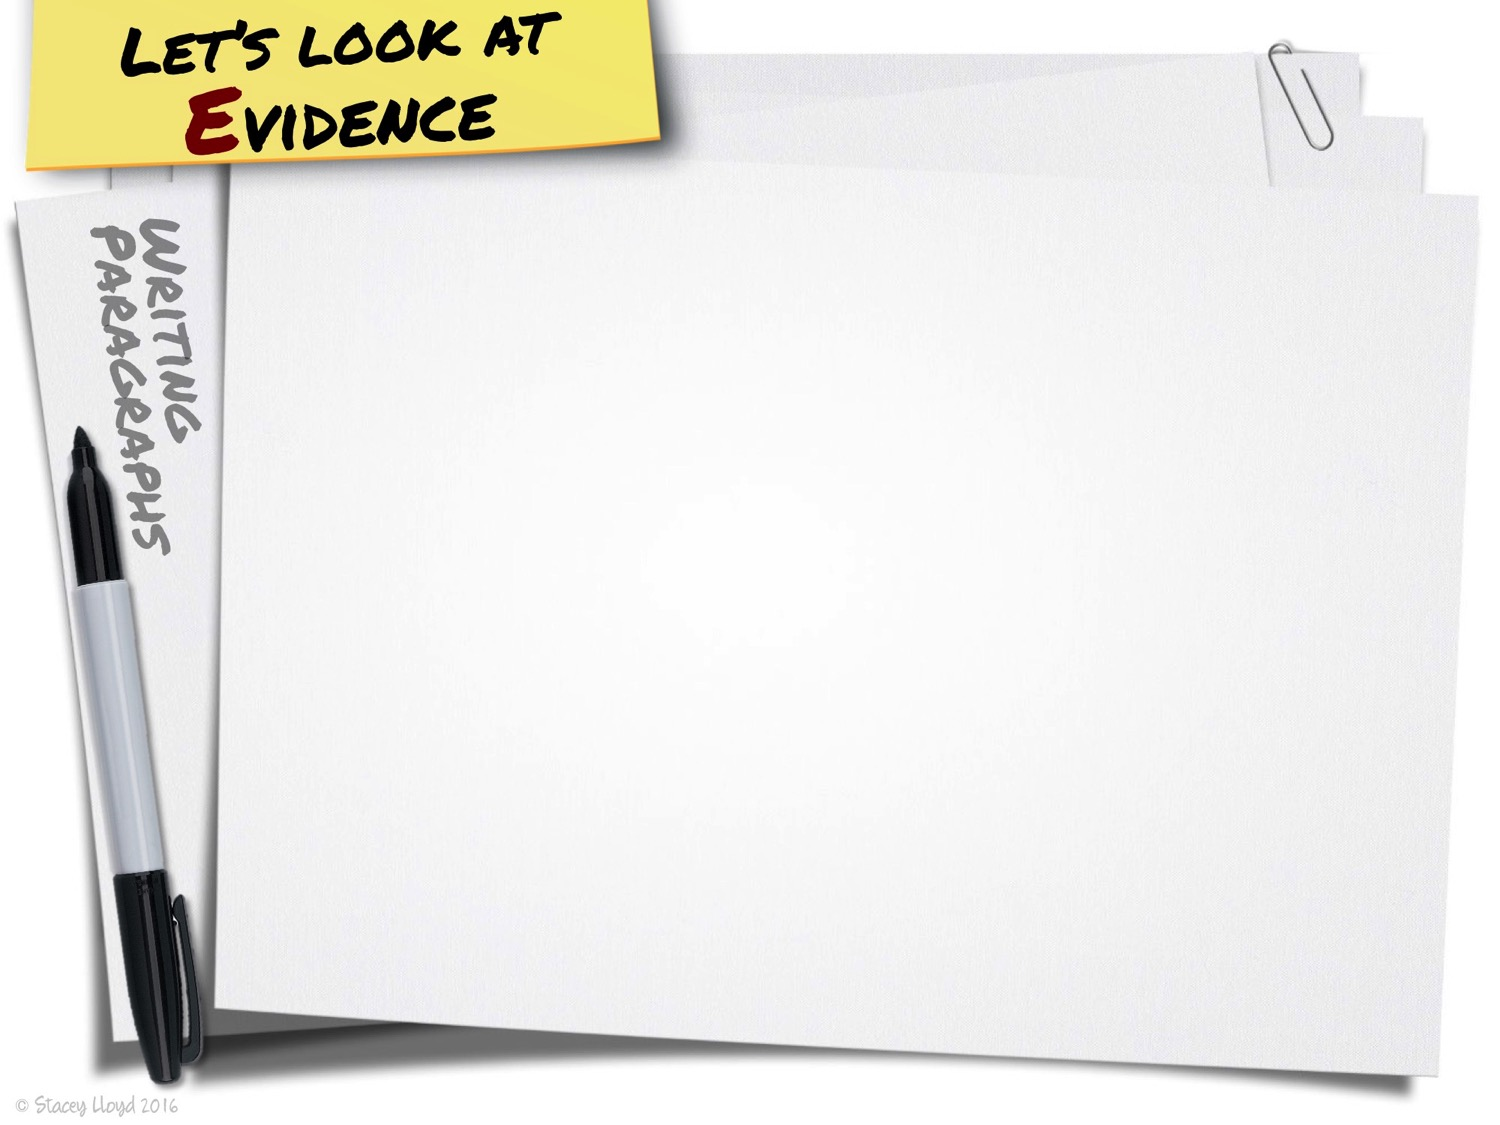 Let's look at
Evidence
Writing
Paragraphs
© Stacey Lloyd 2016